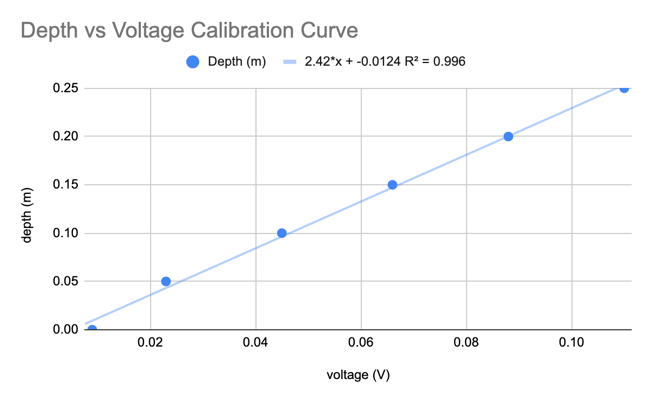 Depth vs Voltage Calibration Curve
Depth (m) 2.42*x + -0.0124 R² = 0.996
0.25
0.20
0.15
0.10
0.05
0.00
depth (m)
0.02 0.04 0.06 0.08 0.10
voltage (V)